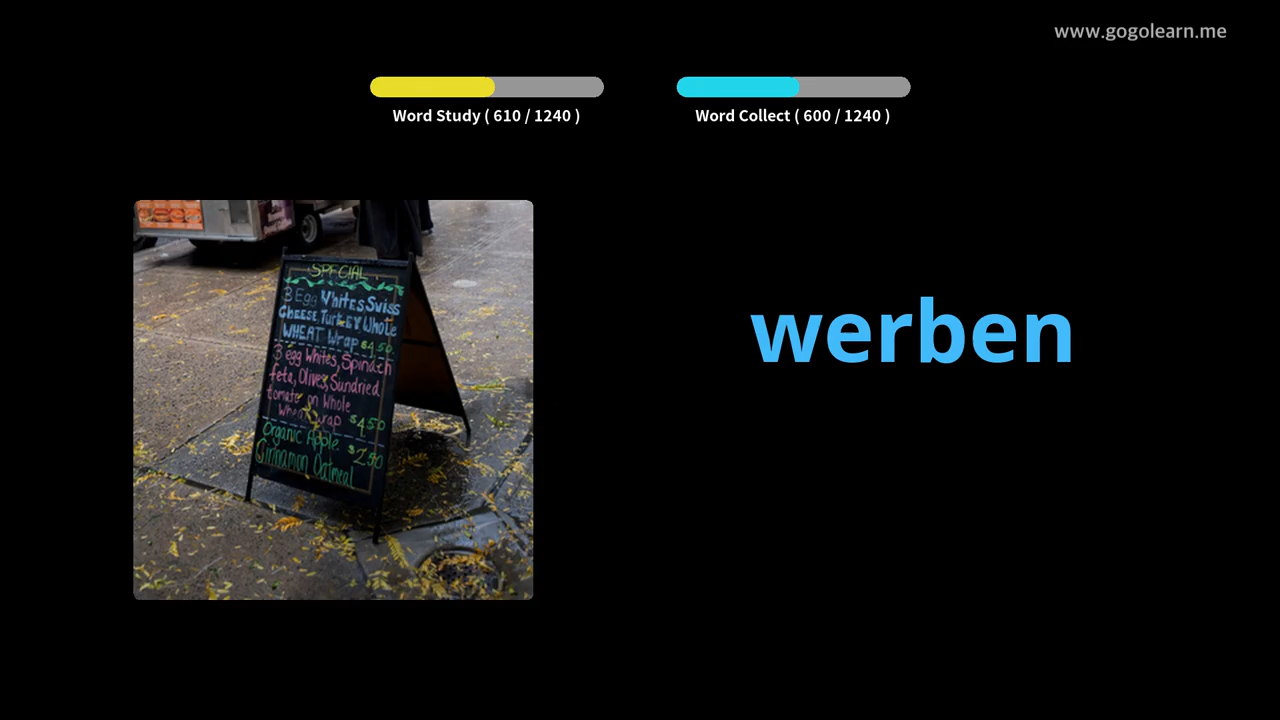 www.gogolearn.me
Word Study ( 610 / 1240 )
Word Collect ( 600 / 1240 )
SPECIAL
3 Egg Whites Swiss
Cheese, Turkey Whole
WHEAT Wrap $4.50
3 egg Whites, Spinach
feta, Olives, Sundried
tomato on Whole
Wheat Wrap $4.50
Organic Apple
Cinnamon Oatmeal $2.50
werben